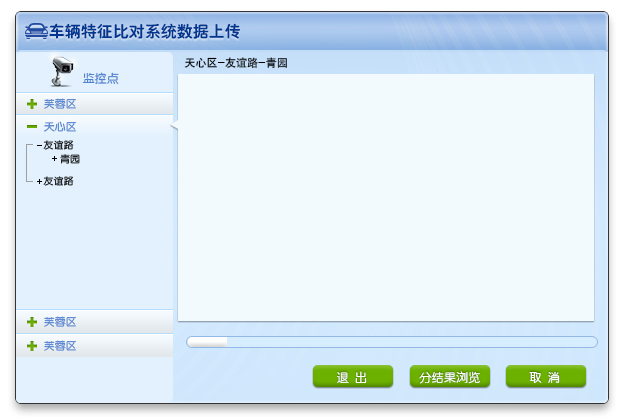 车辆特征比对系统数据上传
监控点
天心区-友谊路-青园
+ 芙蓉区
- 天心区
-友谊路
+ 青园
+友谊路
+ 芙蓉区
+ 芙蓉区
退 出
分结果浏览
取 消